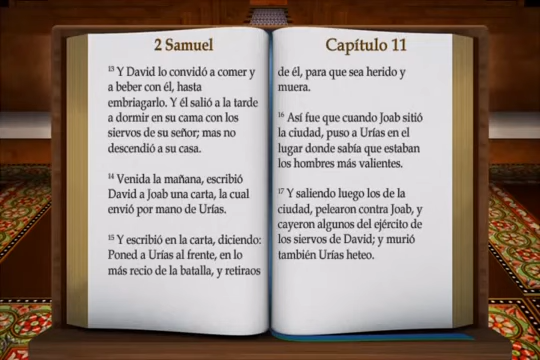 2 Samuel
13 Y David lo convidó a comer y
a beber con él, hasta
embriagarlo. Y él salió a la tarde
a dormir en su cama con los
siervos de su señor; mas no
descendió a su casa.
14 Venida la mañana, escribió
David a Joab una carta, la cual
envió por mano de Urías.
15 Y escribió en la carta, diciendo:
Poned a Urías al frente, en lo
más recio de la batalla, y retiraos
Capítulo 11
de él, para que sea herido y
muera.
16 Así fue que cuando Joab sitió
la ciudad, puso a Urías en el
lugar donde sabía que estaban
los hombres más valientes.
17 Y saliendo luego los de la
ciudad, pelearon contra Joab, y
cayeron algunos del ejército de
los siervos de David; y murió
también Urías heteo.